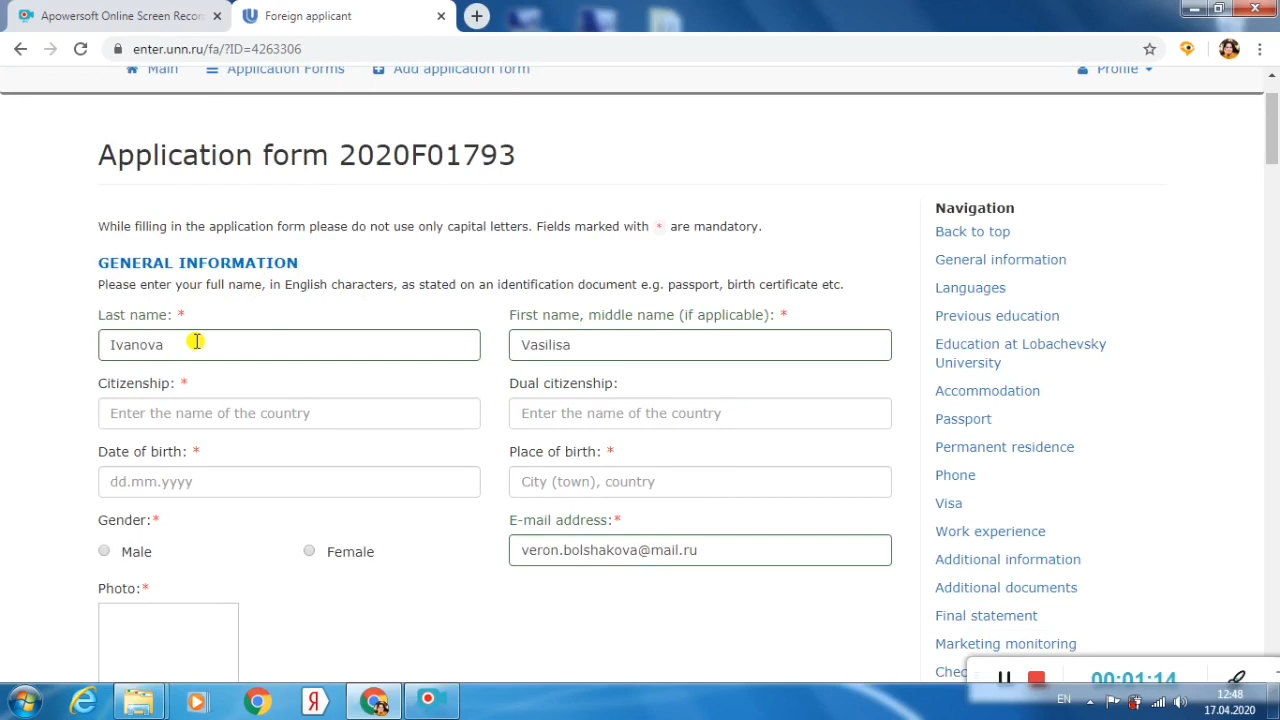 Apowersoft Online Screen Recor
Foreign applicant
enter.unn.ru/fa/?ID=4263306
Main
Application Forms
Add application form
Profile
Application form 2020F01793
While filling in the application form please do not use only capital letters. Fields marked with * are mandatory.
GENERAL INFORMATION
Please enter your full name, in English characters, as stated on an identification document e.g. passport, birth certificate etc.
Last name: *
First name, middle name (if applicable): *
Ivanova
Vasilisa
Citizenship: *
Dual citizenship:
Enter the name of the country
Enter the name of the country
Date of birth: *
Place of birth: *
dd.mm.yyyy
City (town), country
Gender:*
E-mail address:*
Male
Female
veron.bolshakova@mail.ru
Photo:*
Navigation
Back to top
General information
Languages
Previous education
Education at Lobachevsky
University
Accommodation
Passport
Permanent residence
Phone
Visa
Work experience
Additional information
Additional documents
Final statement
Marketing monitoring
Chec
00:01:14
Я
EN
12:48
17.04.2020